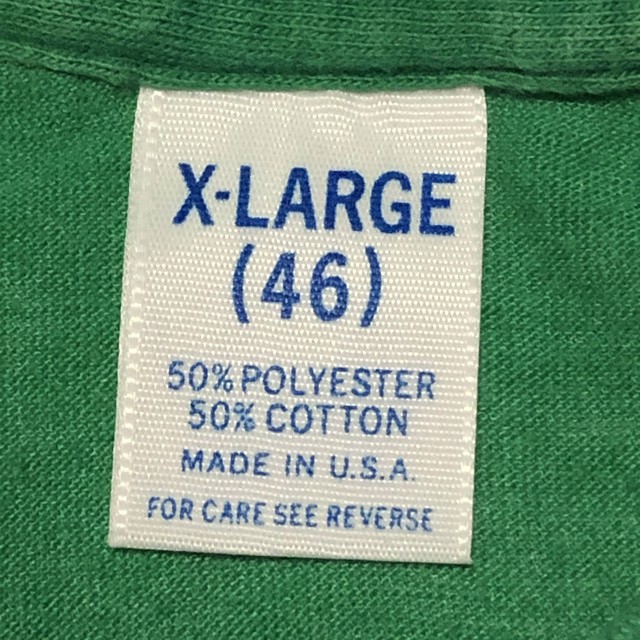 X-LARGE
(46)
50% POLYESTER
50% COTTON
MADE IN U.S.A.
FOR CARE SEE REVERSE